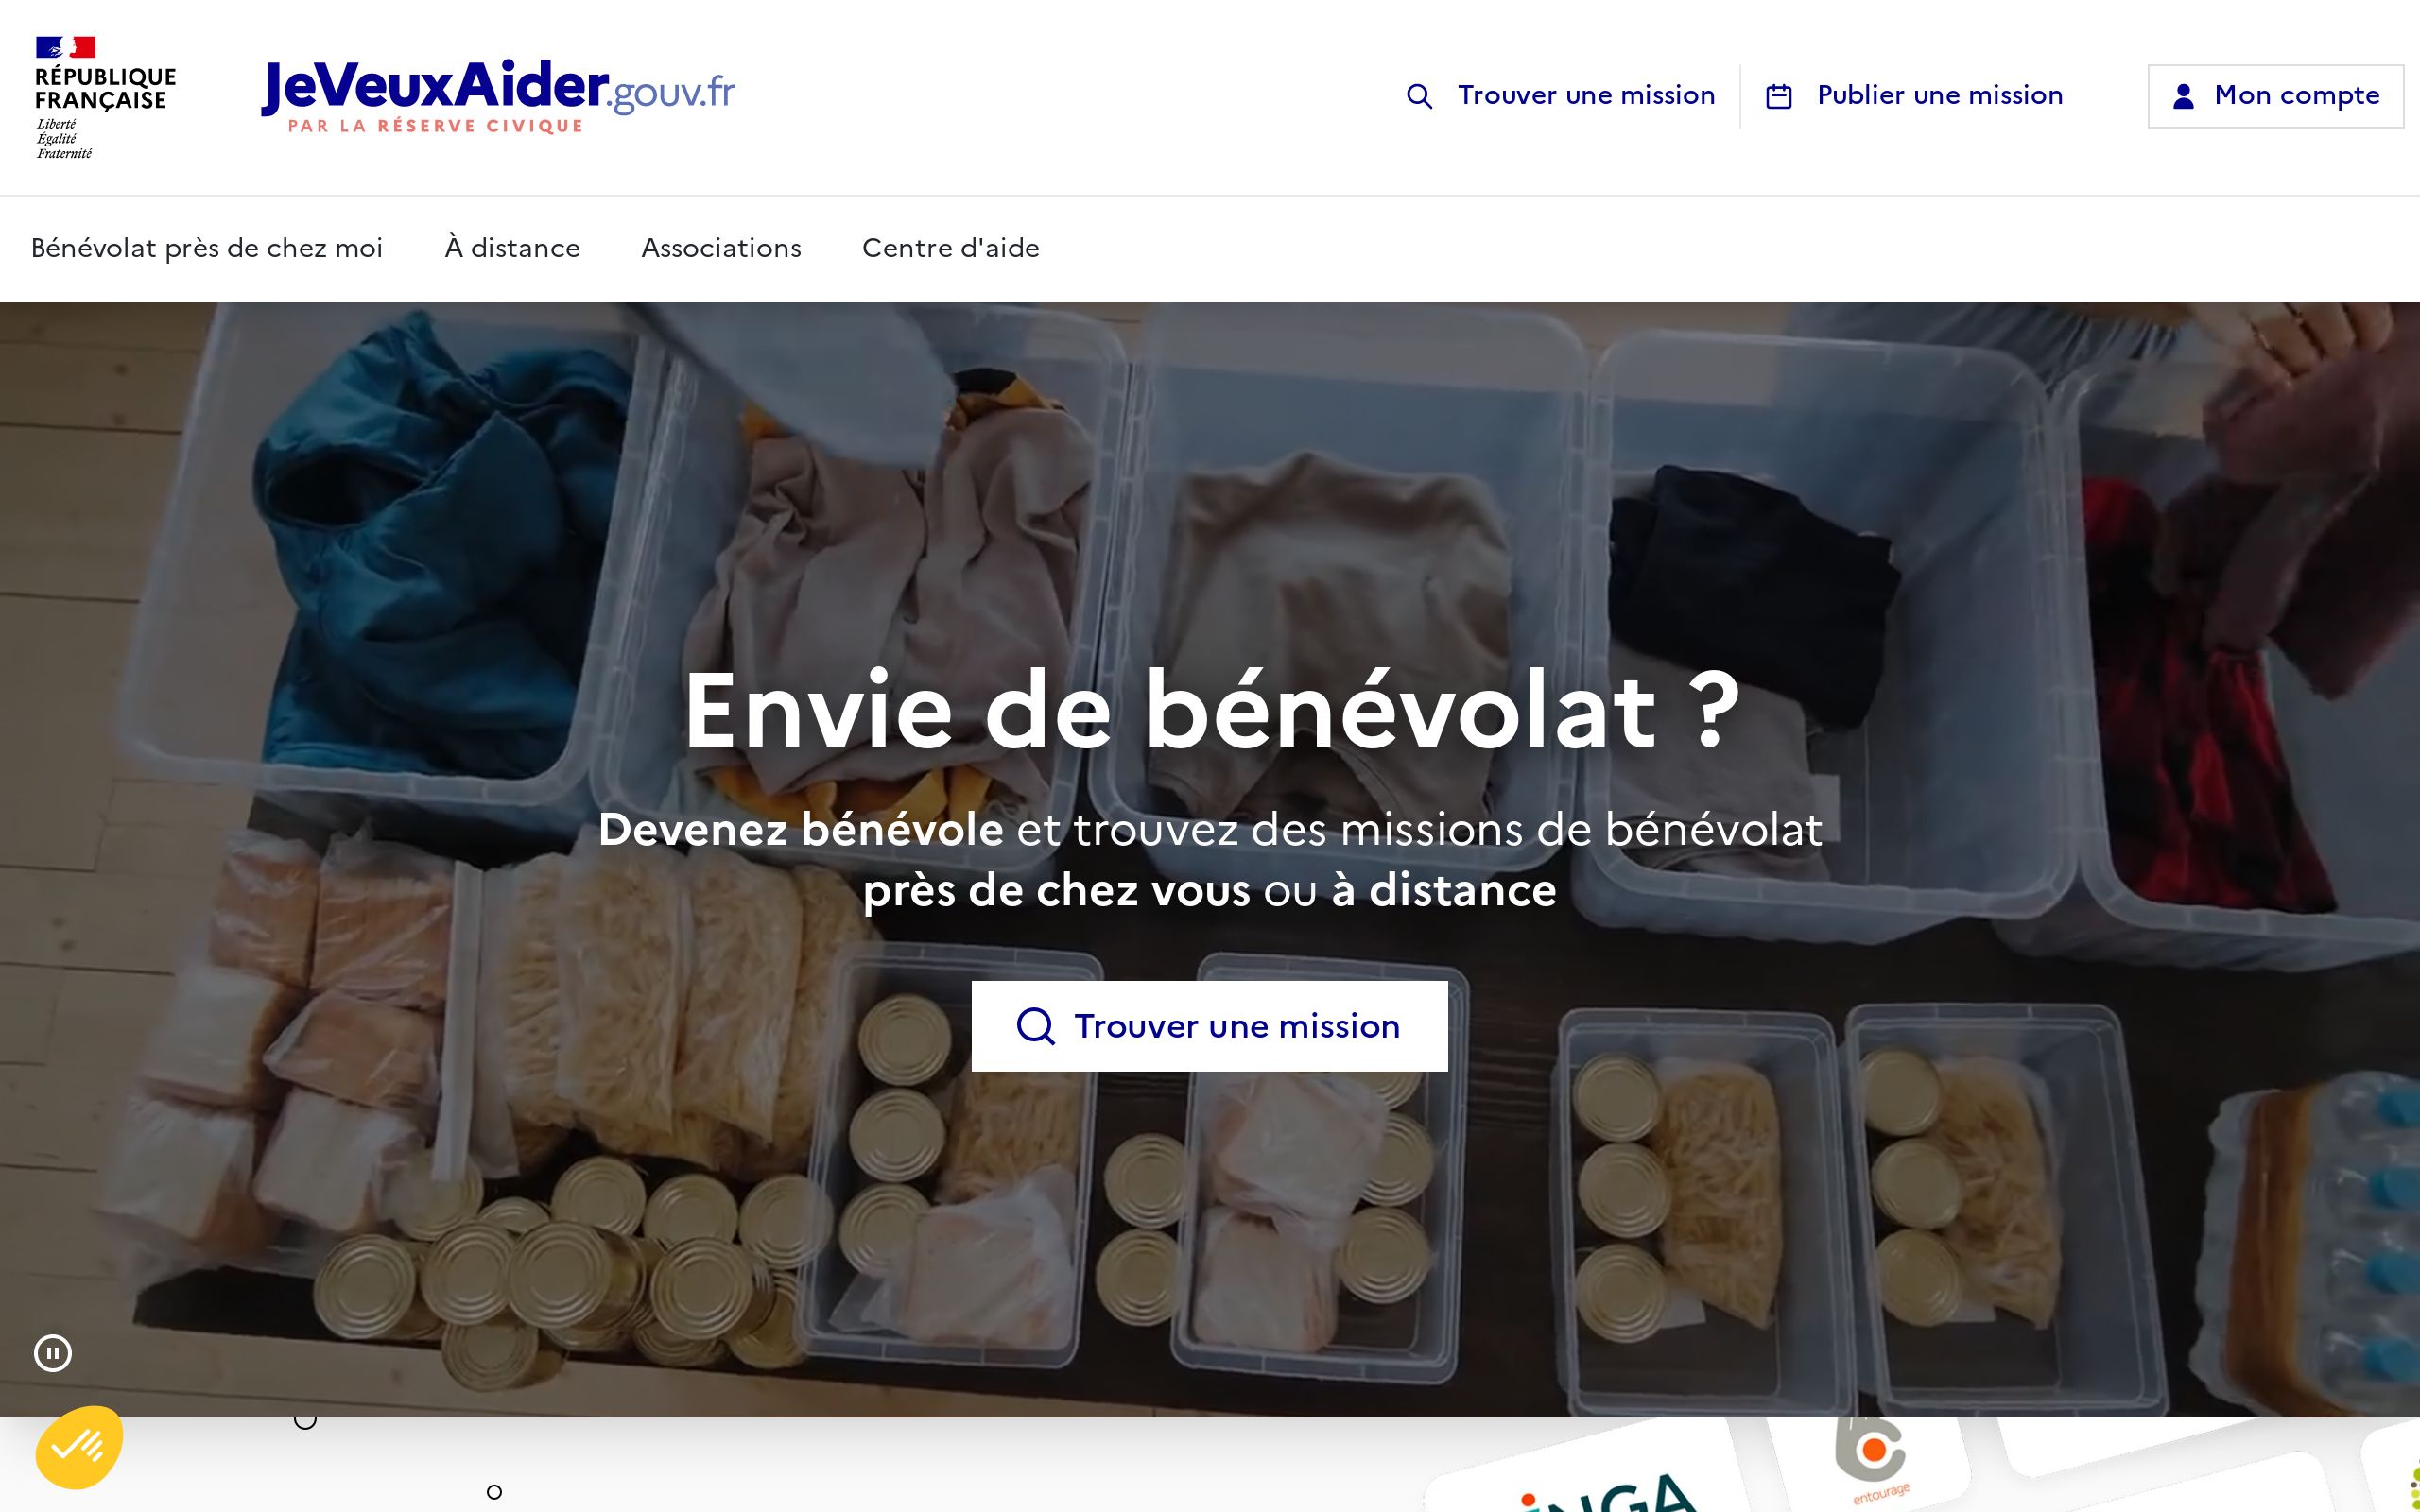 RÉPUBLIQUE
FRANÇAISE
Liberté
Égalité
Fraternité
JeVeuxAider.gouv.fr
PAR LA RÉSERVE CIVIQUE
Trouver une mission
Publier une mission
Mon compte
Bénévolat près de chez moi
À distance
Associations
Centre d'aide
Envie de bénévolat ?
Devenez bénévole et trouvez des missions de bénévolat
près de chez vous ou à distance
Trouver une mission
entourage